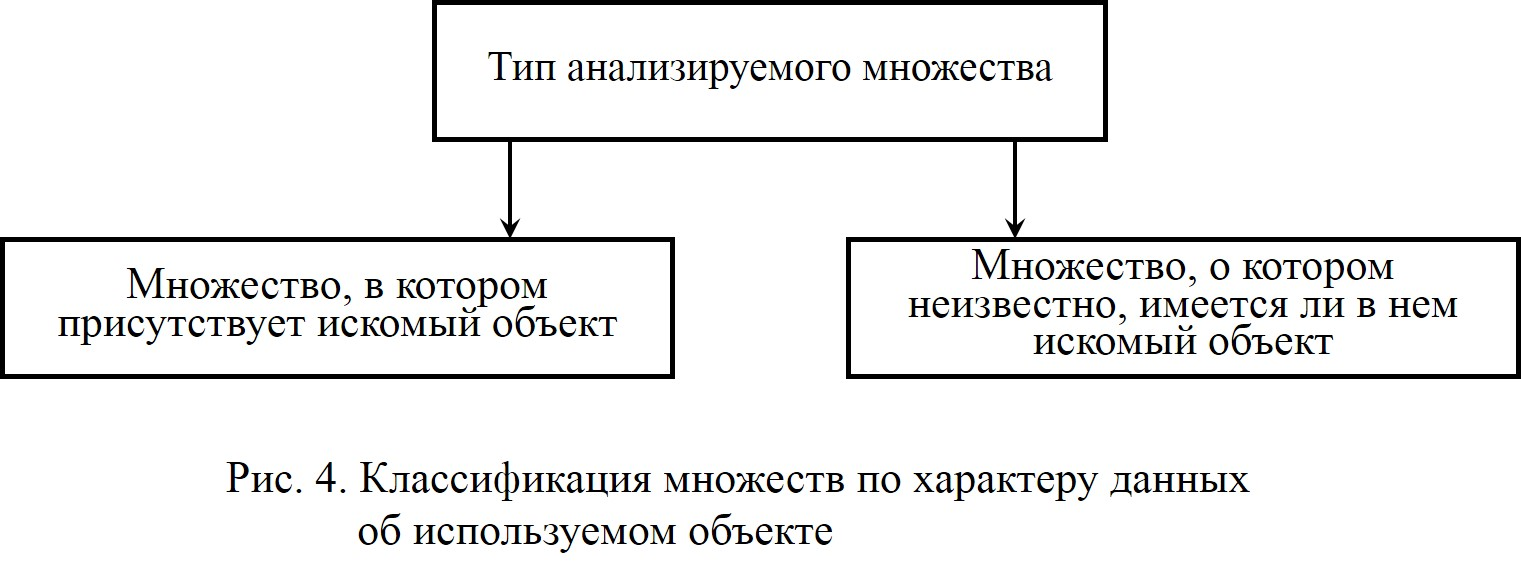 Тип анализируемого множества
Множество, в котором
присутствует искомый объект
Множество, о котором
неизвестно, имеется ли в нем
искомый объект
Рис. 4. Классификация множеств по характеру данных
об используемом объекте